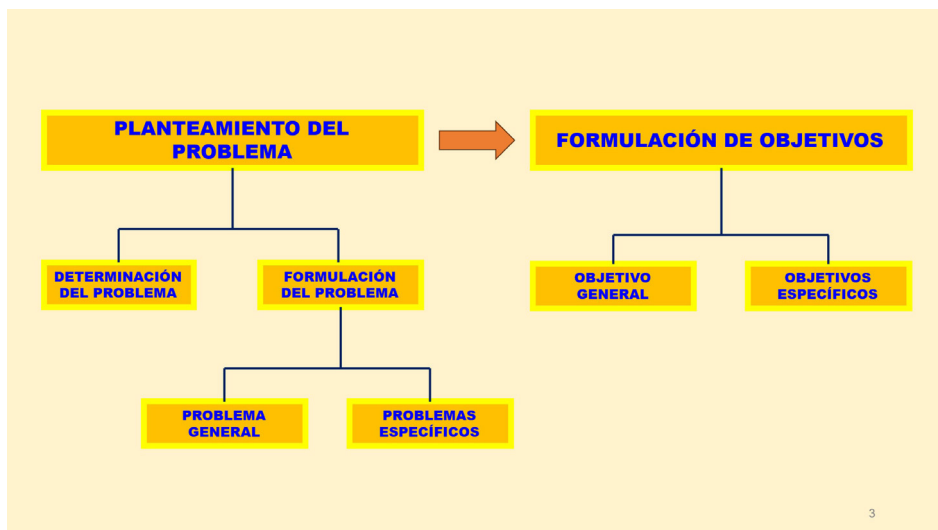 PLANTEAMIENTO DEL
PROBLEMA
FORMULACIÓN DE OBJETIVOS
DETERMINACIÓN
DEL PROBLEMA
FORMULACIÓN
DEL PROBLEMA
OBJETIVO
GENERAL
OBJETIVOS
ESPECÍFICOS
PROBLEMA
GENERAL
PROBLEMAS
ESPECÍFICOS
3